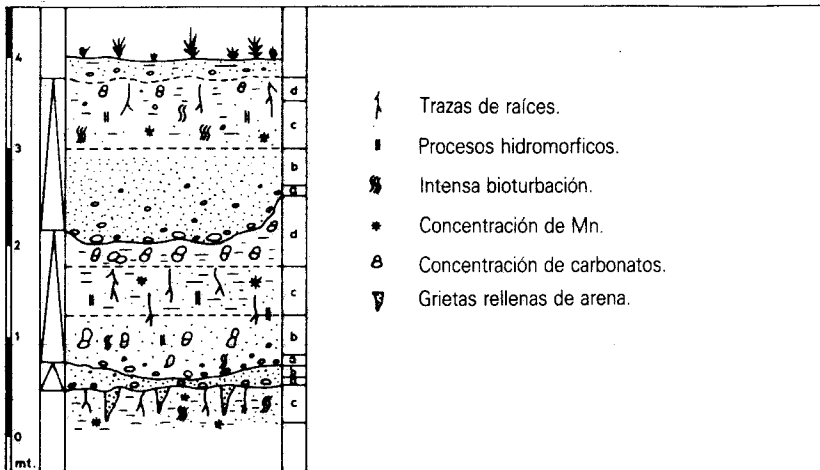 4
3
2
1
0
mt.
d
c
b
a
d
c
b
a
b
a
c
Trazas de raíces.
Procesos hidromorficos.
Intensa bioturbación.
Concentración de Mn.
Concentración de carbonatos.
Grietas rellenas de arena.